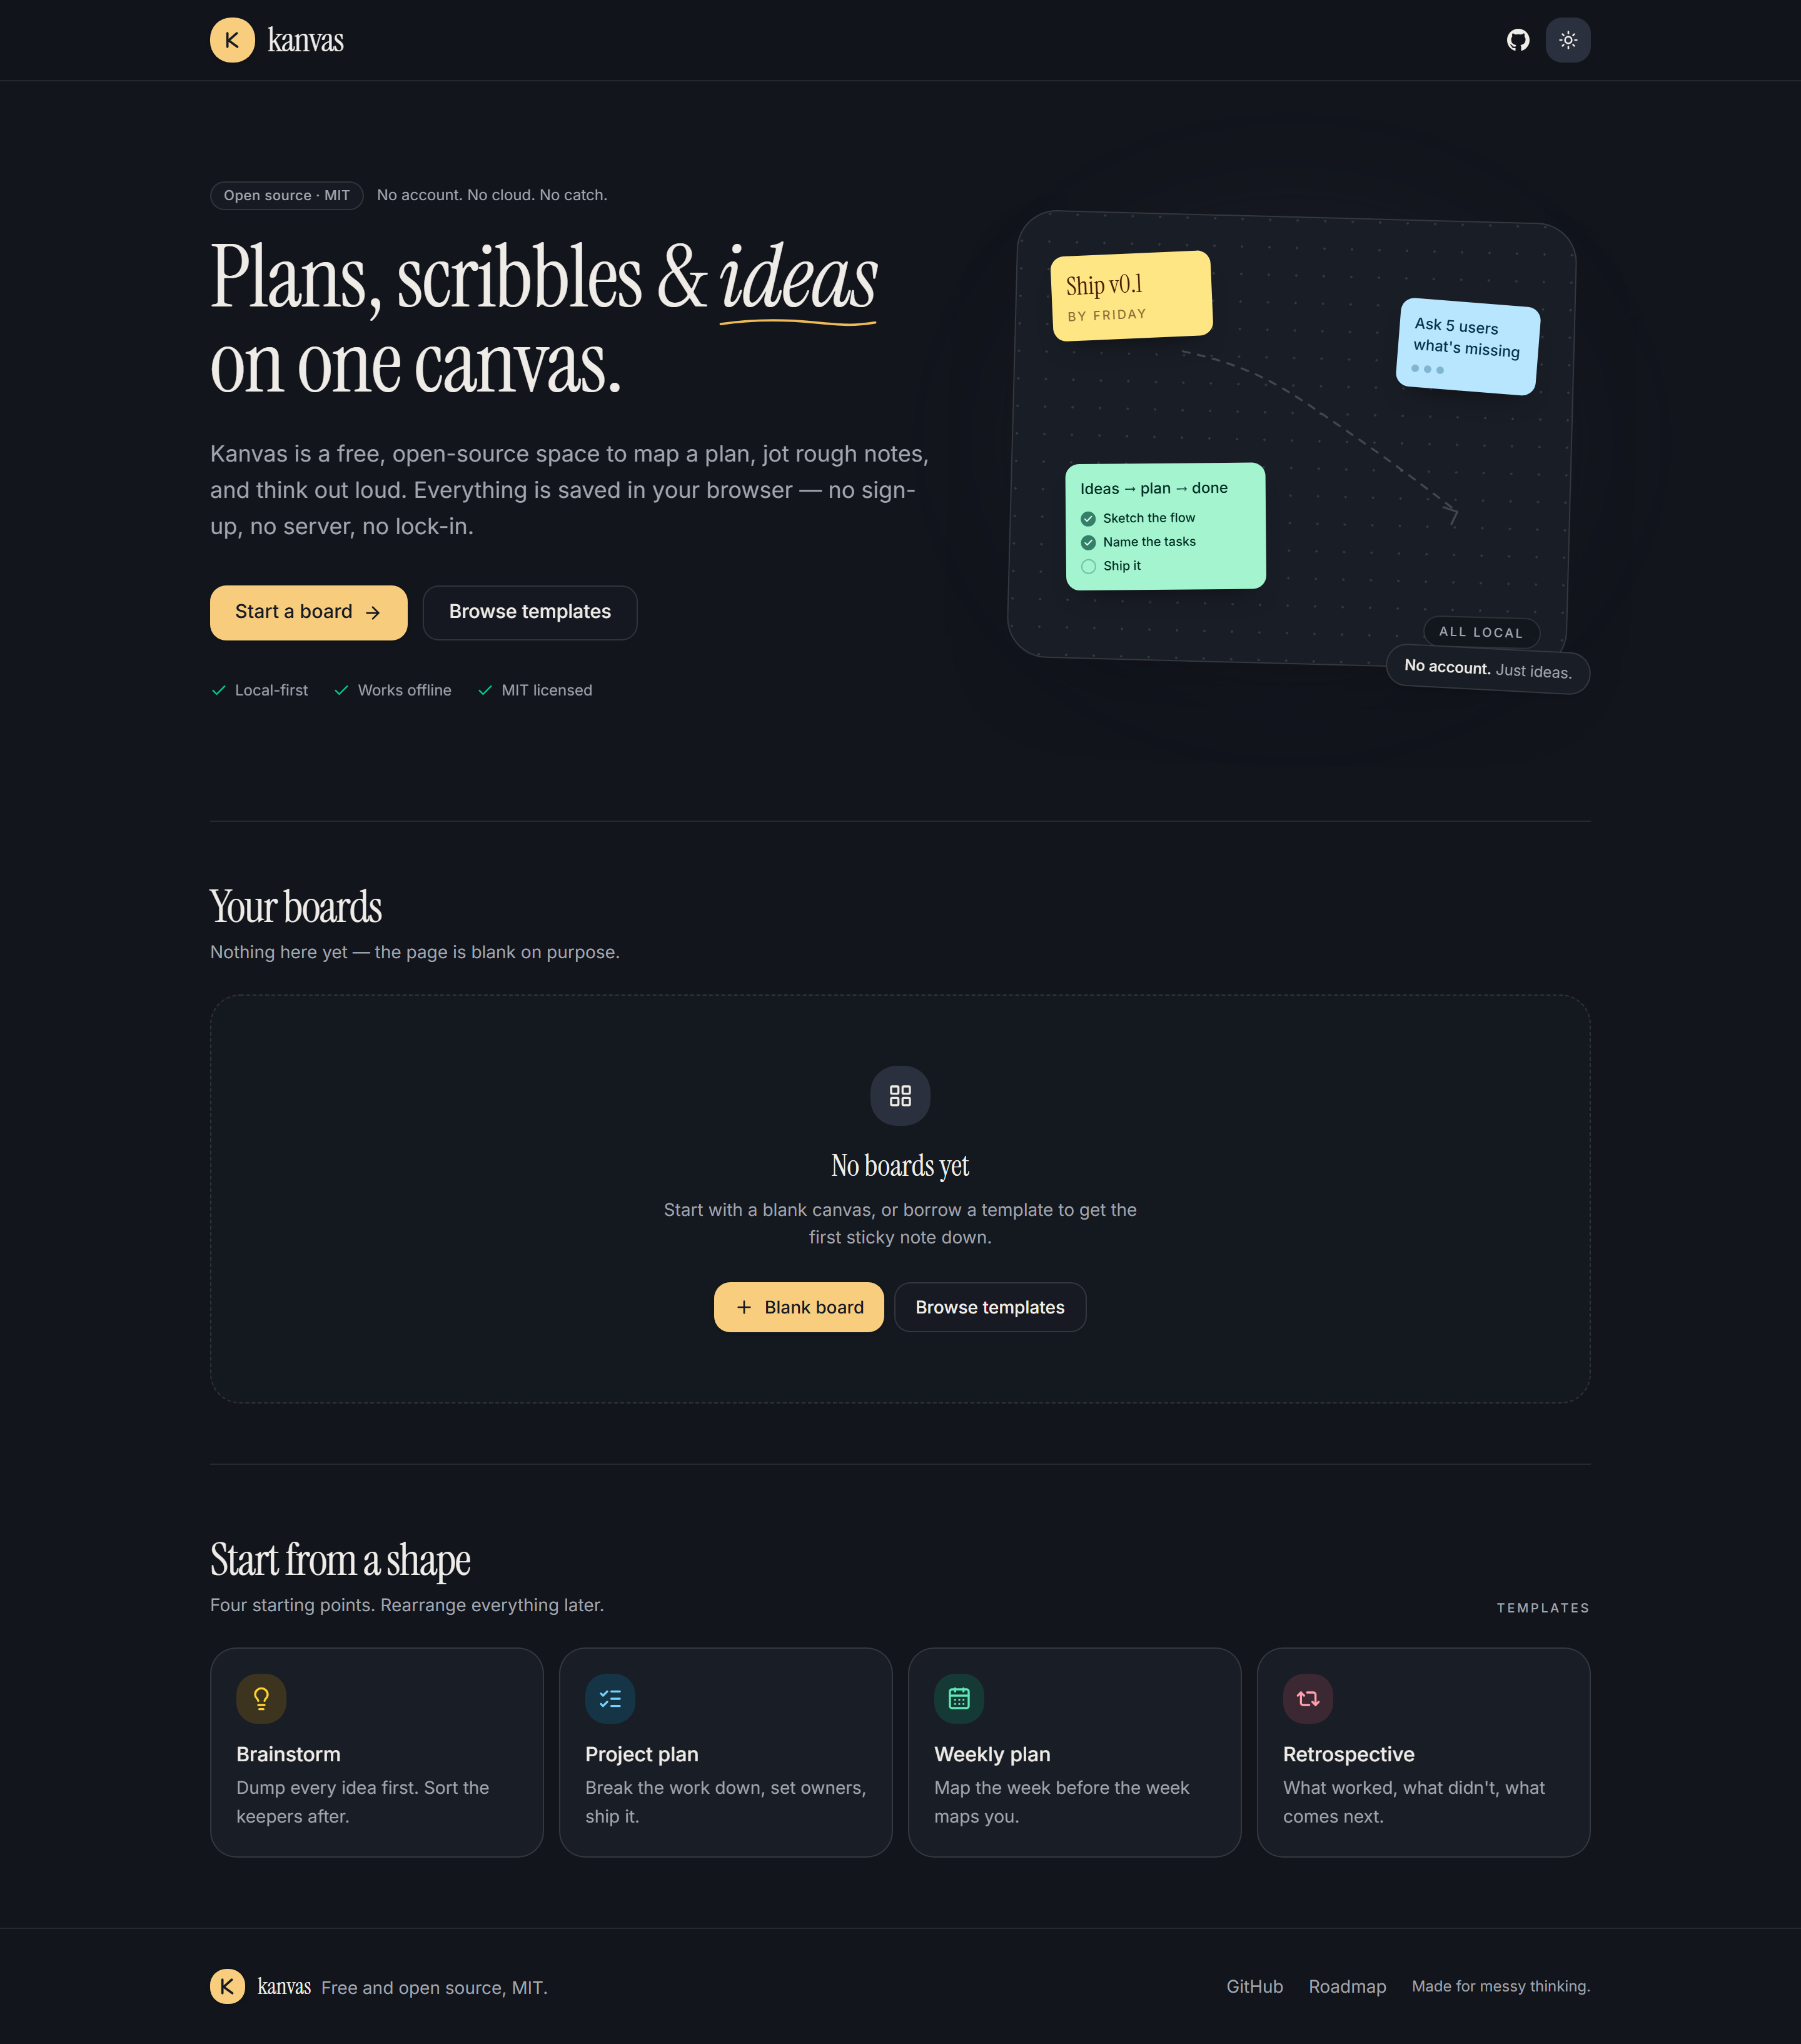 kanvas
Open source · MIT
No account. No cloud. No catch.
Plans, scribbles & ideas
on one canvas.
Kanvas is a free, open-source space to map a plan, jot rough notes,
and think out loud. Everything is saved in your browser — no sign-
up, no server, no lock-in.
Start a board →
Browse templates
Local-first
Works offline
MIT licensed
Ship v0.1
BY FRIDAY
Ask 5 users
what's missing
Ideas → plan → done
Sketch the flow
Name the tasks
Ship it
ALL LOCAL
No account. Just ideas.
Your boards
Nothing here yet — the page is blank on purpose.
No boards yet
Start with a blank canvas, or borrow a template to get the
first sticky note down.
+ Blank board
Browse templates
Start from a shape
Four starting points. Rearrange everything later.
TEMPLATES
Brainstorm
Dump every idea first. Sort the
keepers after.
Project plan
Break the work down, set owners,
ship it.
Weekly plan
Map the week before the week
maps you.
Retrospective
What worked, what didn't, what
comes next.
kanvas Free and open source, MIT.
GitHub
Roadmap
Made for messy thinking.